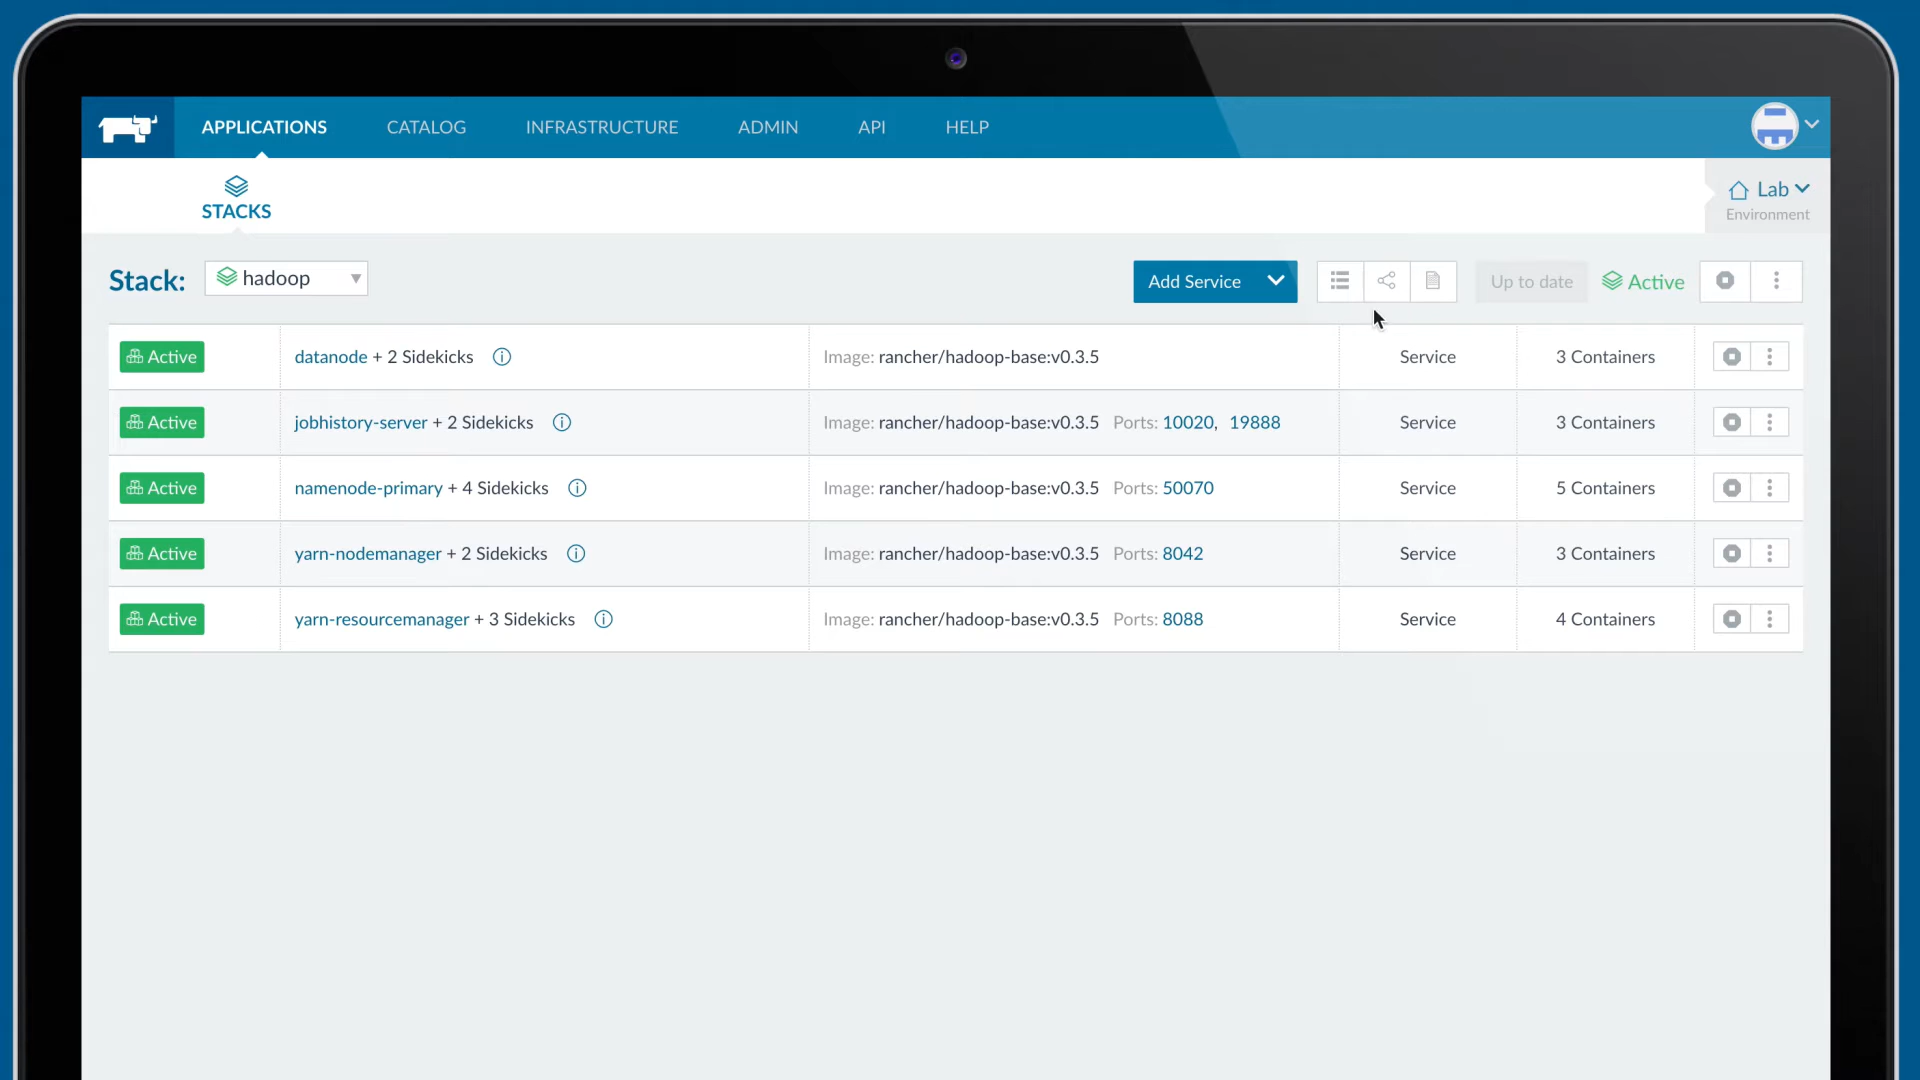 APPLICATIONS CATALOG INFRASTRUCTURE ADMIN API HELP
STACKS
Lab
Environment
Stack: hadoop Add Service Up to date Active
Active datanode + 2 Sidekicks Image: rancher/hadoop-base:v0.3.5 Service 3 Containers
Active jobhistory-server + 2 Sidekicks Image: rancher/hadoop-base:v0.3.5 Ports: 10020, 19888 Service 3 Containers
Active namenode-primary + 4 Sidekicks Image: rancher/hadoop-base:v0.3.5 Ports: 50070 Service 5 Containers
Active yarn-nodemanager + 2 Sidekicks Image: rancher/hadoop-base:v0.3.5 Ports: 8042 Service 3 Containers
Active yarn-resourcemanager + 3 Sidekicks Image: rancher/hadoop-base:v0.3.5 Ports: 8088 Service 4 Containers